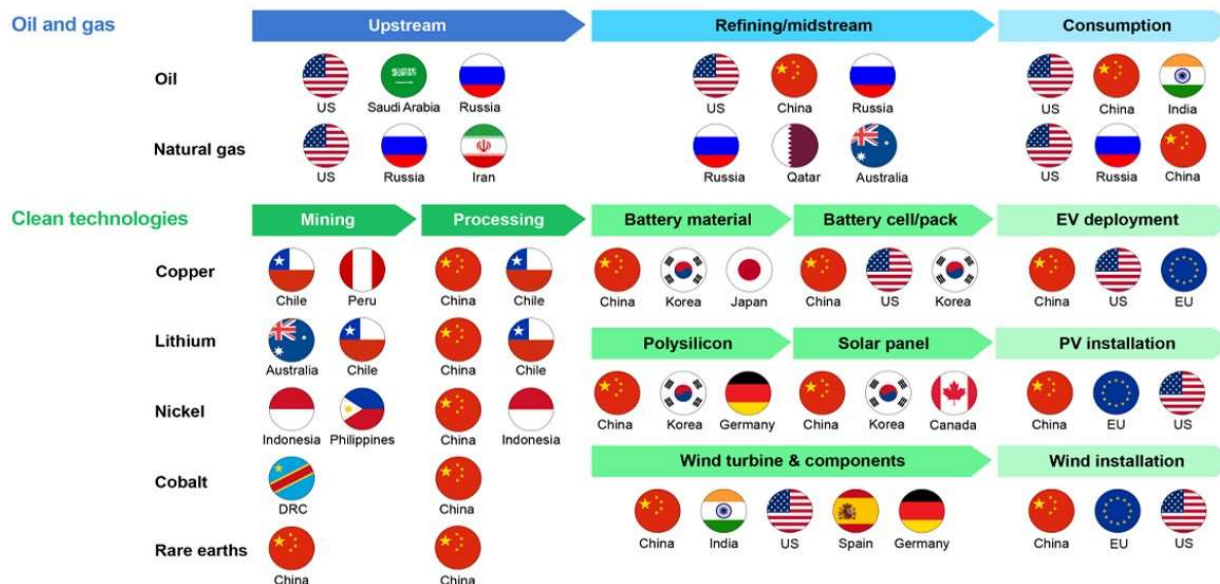 Oil and gas Upstream Refining/midstream Consumption
Oil
US Saudi Arabia Russia US China Russia US China India
Natural gas
US Russia Iran Russia Qatar Australia US Russia China
Clean technologies Mining Processing Battery material Battery cell/pack EV deployment
Copper
Chile Peru China Chile China Korea Japan China US Korea China US EU
Lithium Polysilicon Solar panel PV installation
Australia Chile China Chile
Nickel
China Korea Germany China Korea Canada China EU US
Indonesia Philippines China Indonesia
Wind turbine & components Wind installation
Cobalt
DRC China
China India US Spain Germany China EU US
Rare earths
China China